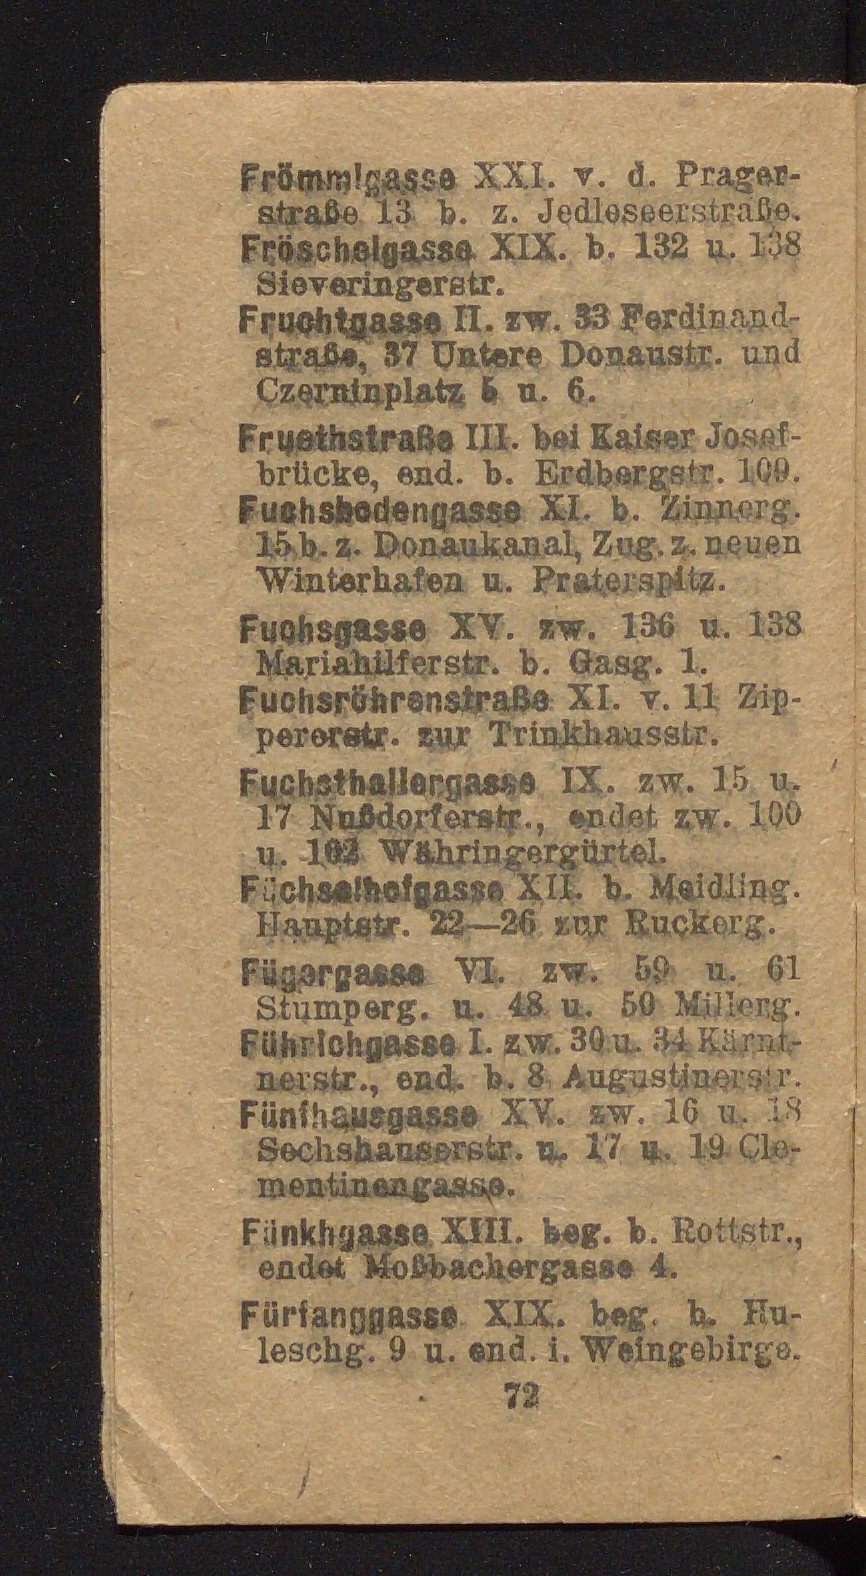 Frömmlgasse XXI. v. d. Prager-
straße 13 b. z. Jedleseerstraße.
Fröschelgasse XIX. b. 132 u. 138
Sieveringerstr.
Fruchtgasse II. zw. 33 Ferdinand-
straße, 37 Untere Donaustr. und
Czerninplatz 5 u. 6.
Fruethstraße III. bei Kaiser Josef-
brücke, end. b. Erdbergstr. 109.
Fuchsbodengasse XI. b. Zinnerg.
15 b. z. Donaukanal, Zug. z. neuen
Winterhafen u. Praterspitz.
Fuchsgasse XV. zw. 136 u. 138
Mariahilferstr. b. Gasg. 1.
Fuchsröhrenstraße XI. v. 11 Zip-
pererstr. zur Trinkhausstr.
Fuchsthallergasse IX. zw. 15 u.
17 Nußdorferstr., endet zw. 100
u. 102 Währingergürtel.
Füchselhofgasse XII. b. Meidling.
Hauptstr. 22—26 zur Ruckerg.
Fügergasse VI. zw. 59 u. 61
Stumperg. u. 48 u. 50 Millerg.
Führichgasse I. zw. 30 u. 34 Kärnt-
nerstr., end. b. 8 Augustinerstr.
Fünfhausgasse XV. zw. 16 u. 18
Sechshauserstr. u. 17 u. 19 Cle-
mentinengasse.
Fünkhgasse XIII. beg. b. Rottstr.,
endet Moßbachergasse 4.
Fürfanggasse XIX. beg. b. Hu-
leschg. 9 u. end. i. Weingebirge.
72